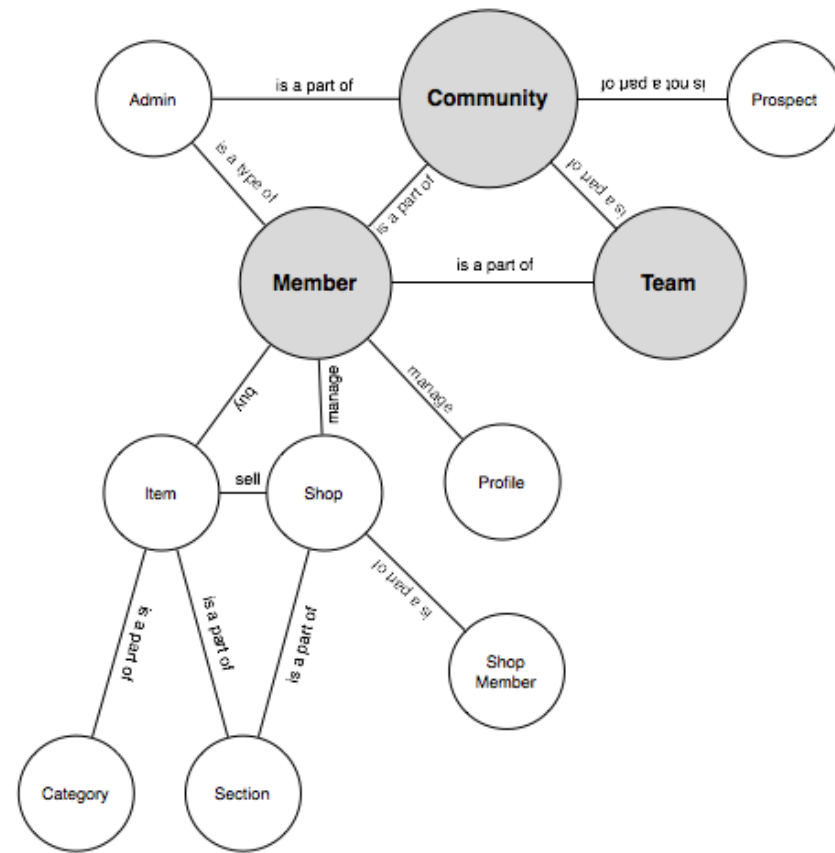 Admin
is a part of
Community
is not a part of
Prospect
is a type of
is a part of
is a part of
Member
is a part of
Team
buy
manage
manage
Item
sell
Shop
Profile
is a part of
is a part of
is a part of
is a part of
Shop
Member
Category
Section